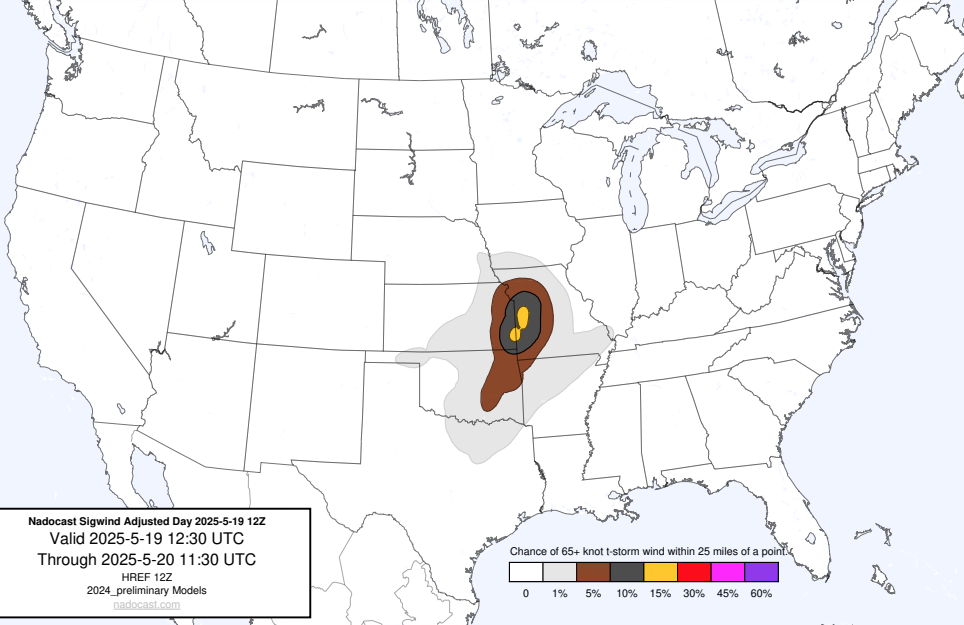 Nadocast Sigwind Adjusted Day 2025-5-19 12Z
Valid 2025-5-19 12:30 UTC
Through 2025-5-20 11:30 UTC
HREF 12Z
2024_preliminary Models
nadocast.com
Chance of 65+ knot t-storm wind within 25 miles of a point.
0 1% 5% 10% 15% 30% 45% 60%